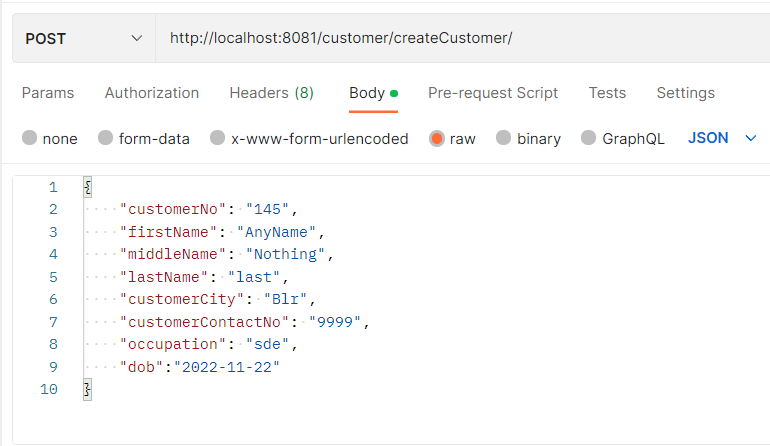 POST http://localhost:8081/customer/createCustomer/
Params Authorization Headers (8) Body Pre-request Script Tests Settings
none form-data x-www-form-urlencoded raw binary GraphQL JSON
1 {
2 "customerNo": "145",
3 "firstName": "AnyName",
4 "middleName": "Nothing",
5 "lastName": "last",
6 "customerCity": "Blr",
7 "customerContactNo": "9999",
8 "occupation": "sde",
9 "dob":"2022-11-22"
10 }